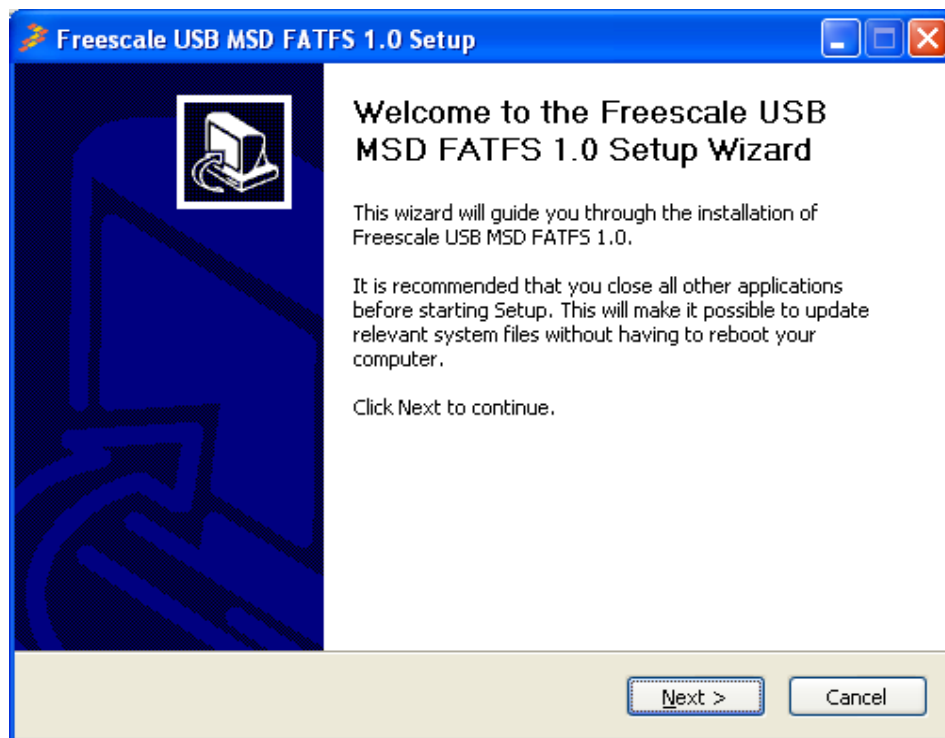 Freescale USB MSD FATFS 1.0 Setup
Welcome to the Freescale USB
MSD FATFS 1.0 Setup Wizard
This wizard will guide you through the installation of
Freescale USB MSD FATFS 1.0.
It is recommended that you close all other applications
before starting Setup. This will make it possible to update
relevant system files without having to reboot your
computer.
Click Next to continue.
Next >
Cancel